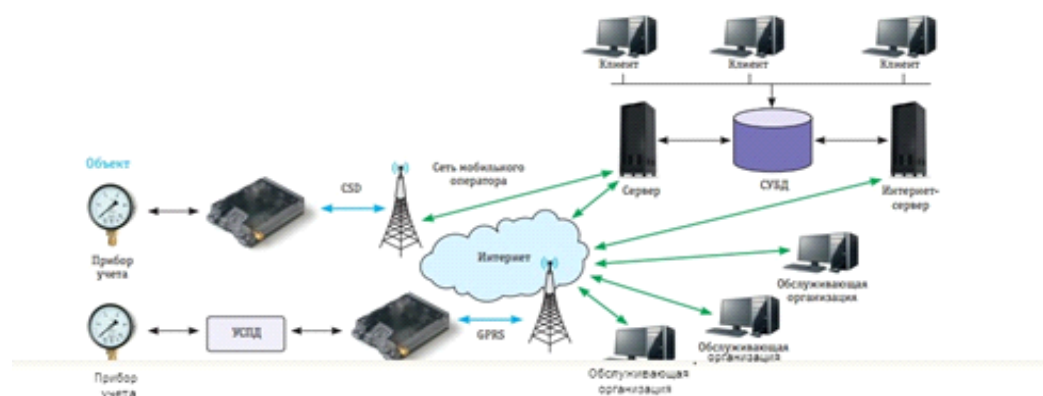 Клиент
Клиент
Клиент
Объект
CSD
Сеть мобильного
оператора
Сервер
СУБД
Интернет-
сервер
Прибор
учета
Интернет
Обслуживающая
организация
УСПД
GPRS
Обслуживающая
организация
Прибор
учета
Обслуживающая
организация